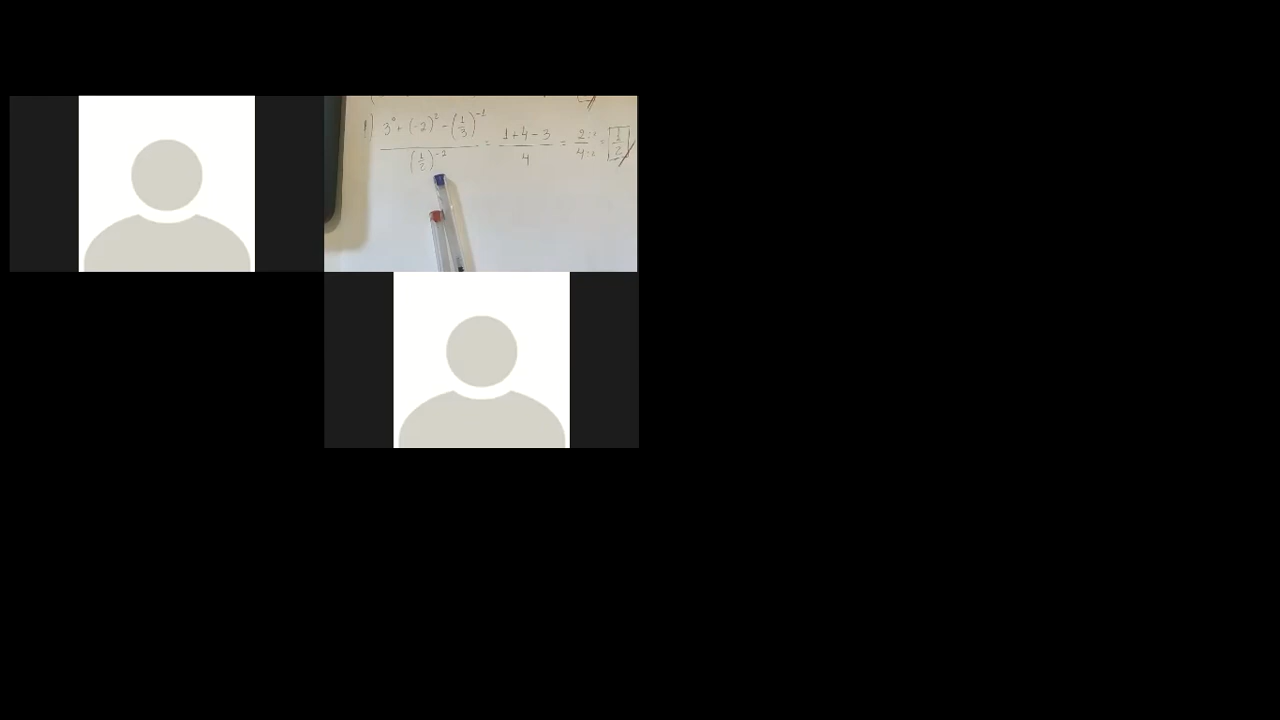 1) (3⁰ + (-2)² - (1/3)⁻¹) / (1/2)⁻² = (1+4-3)/4 = 2:2/4:2 = 1/2